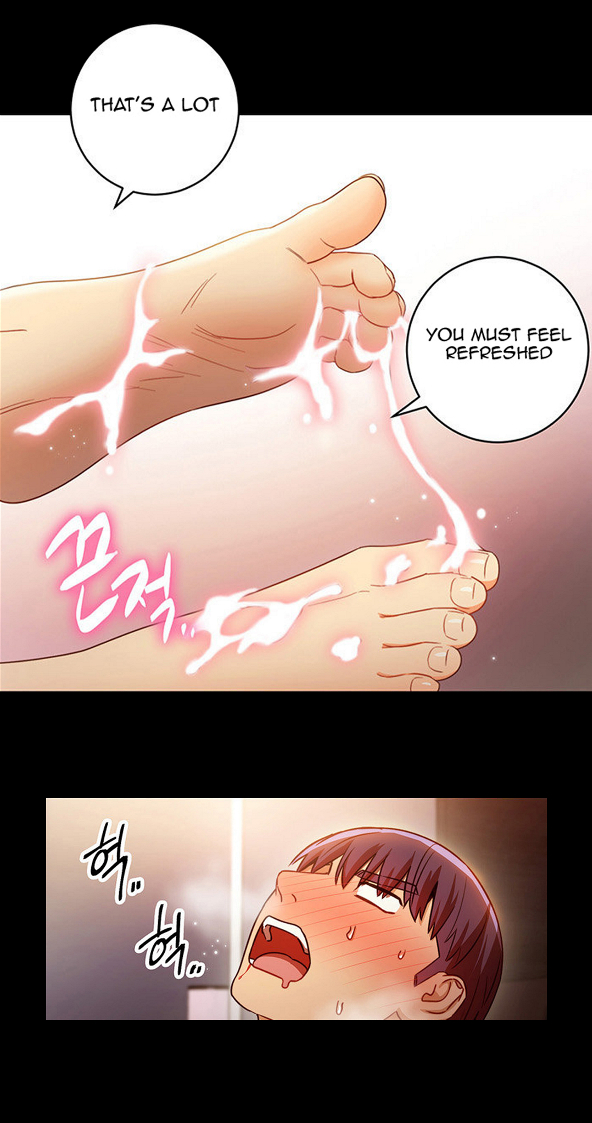 THAT'S A LOT
YOU MUST FEEL
REFRESHED
끈적..
헉..
헉..